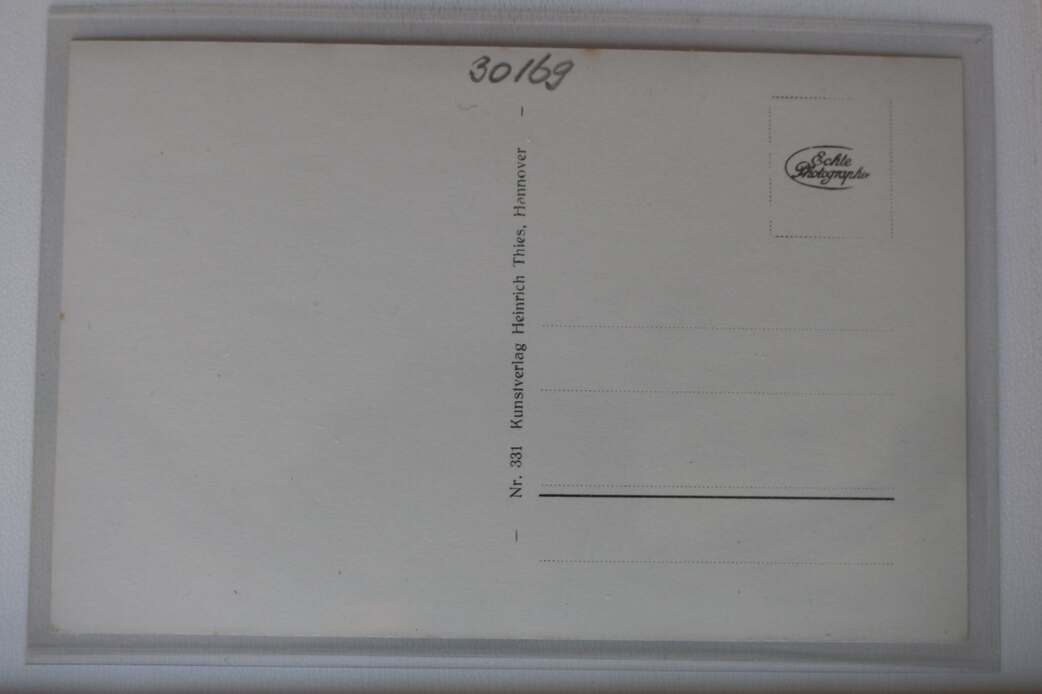 30169
Echte
Photographie
Nr. 331 Kunstverlag Heinrich Thies, Hannover